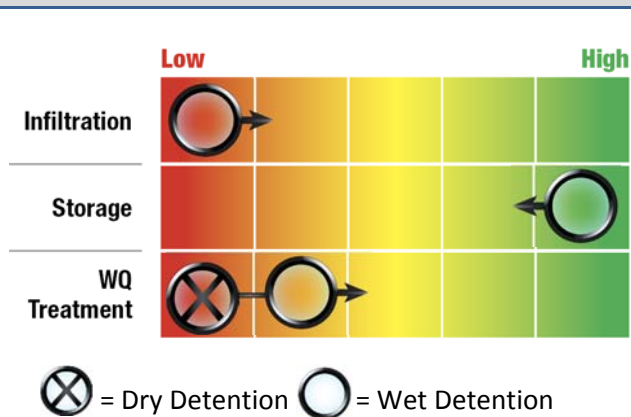 Low High
Infiltration
Storage
WQ
Treatment
= Dry Detention = Wet Detention